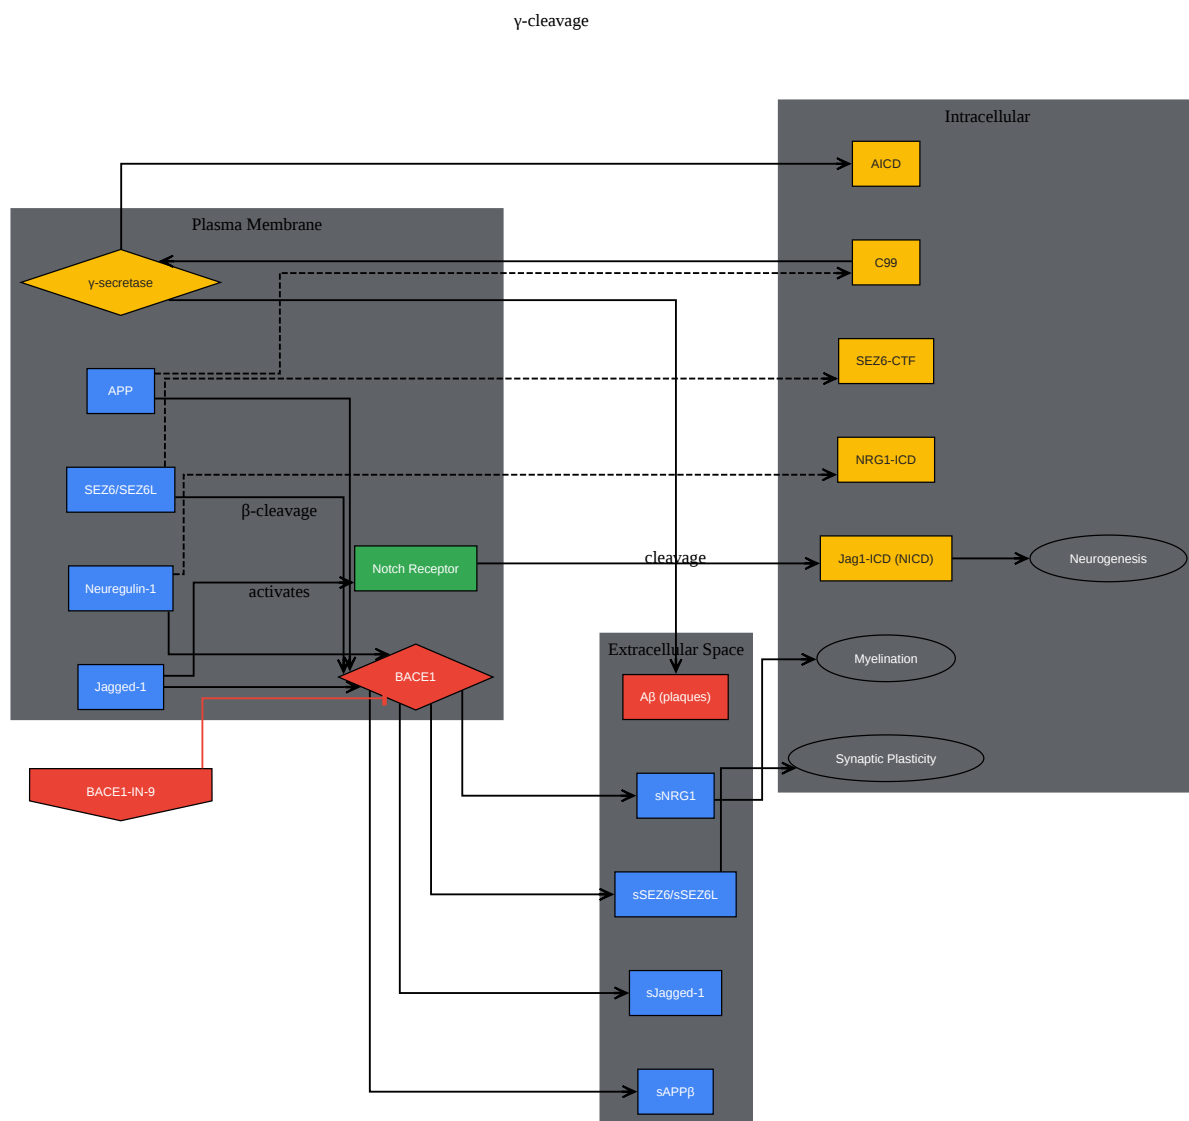 γ-cleavage
Intracellular
AICD
Plasma Membrane
γ-secretase
C99
APP
SEZ6-CTF
SEZ6/SEZ6L
β-cleavage
NRG1-ICD
Notch Receptor
cleavage
Jag1-ICD (NICD)
Neurogenesis
Neuregulin-1
activates
Extracellular Space
Myelination
Jagged-1
BACE1
Aβ (plaques)
Synaptic Plasticity
BACE1-IN-9
sNRG1
sSEZ6/sSEZ6L
sJagged-1
sAPPβ